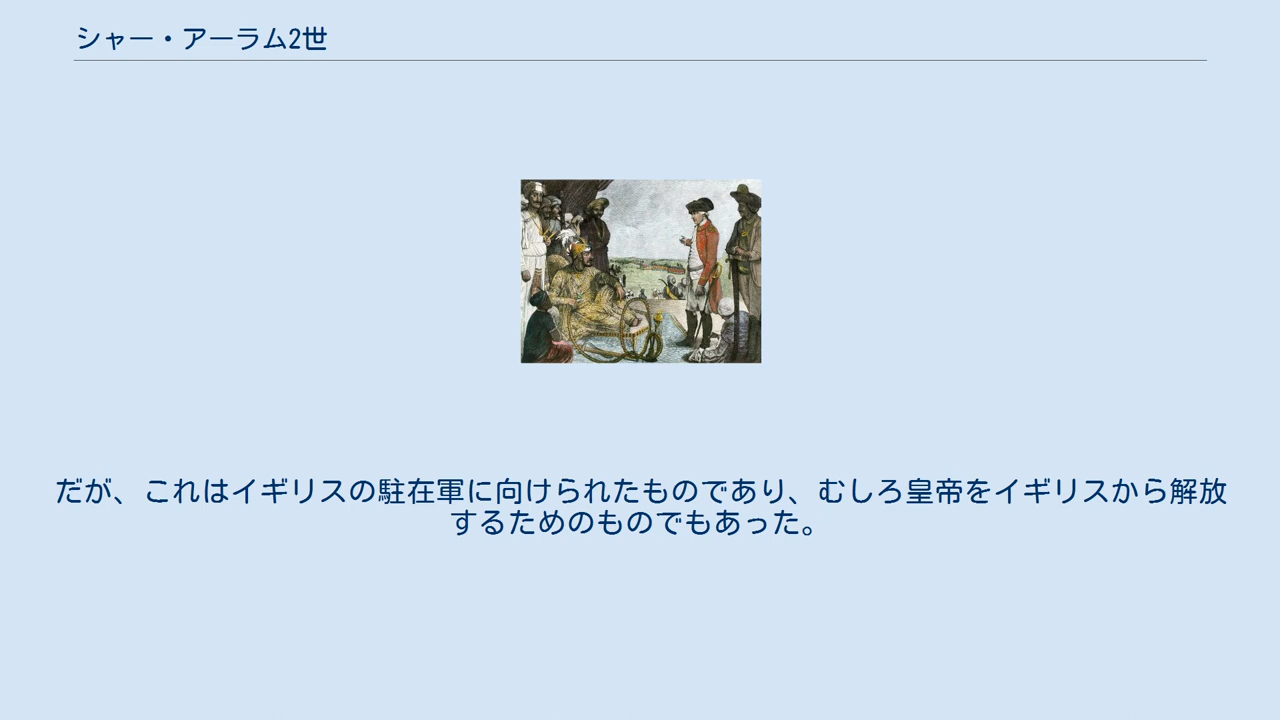 シャー・アーラム2世
だが、これはイギリスの駐在軍に向けられたものであり、むしろ皇帝をイギリスから解放
するためのものでもあった。